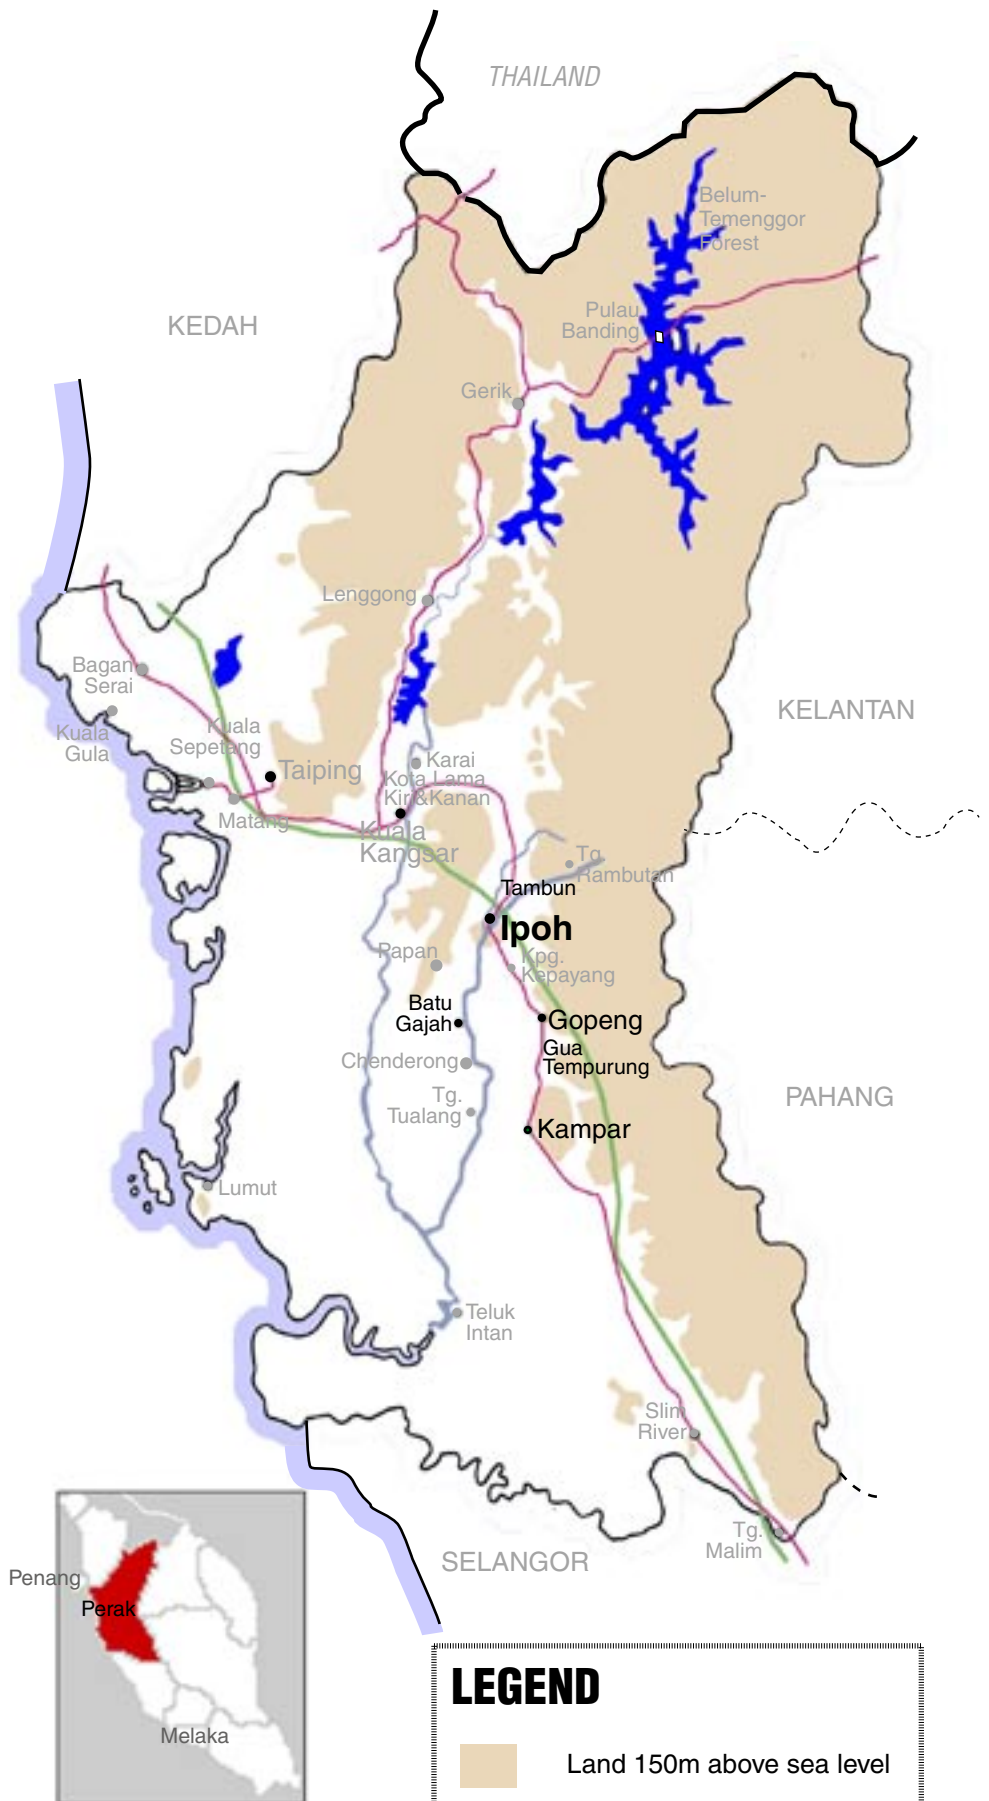 THAILAND
Belum-
Temenggor
Forest
Pulau
Banding
KEDAH
Gerik
Lenggong
Bagan
Serai
Kuala
Gula
Kuala
Sepetang
KELANTAN
Taiping
Karai
Kota Lama
Kiri&Kanan
Matang
Kuala
Kangsar
Tg.
Rambutan
Tambun
Ipoh
Papan
Kpg.
Kepayang
Batu
Gajah
Gopeng
Gua
Tempurung
Chenderong
Tg.
Tualang
PAHANG
Kampar
Lumut
Teluk
Intan
Slim
River
Tg.
Malim
SELANGOR
Penang
Perak
Melaka
LEGEND
Land 150m above sea level